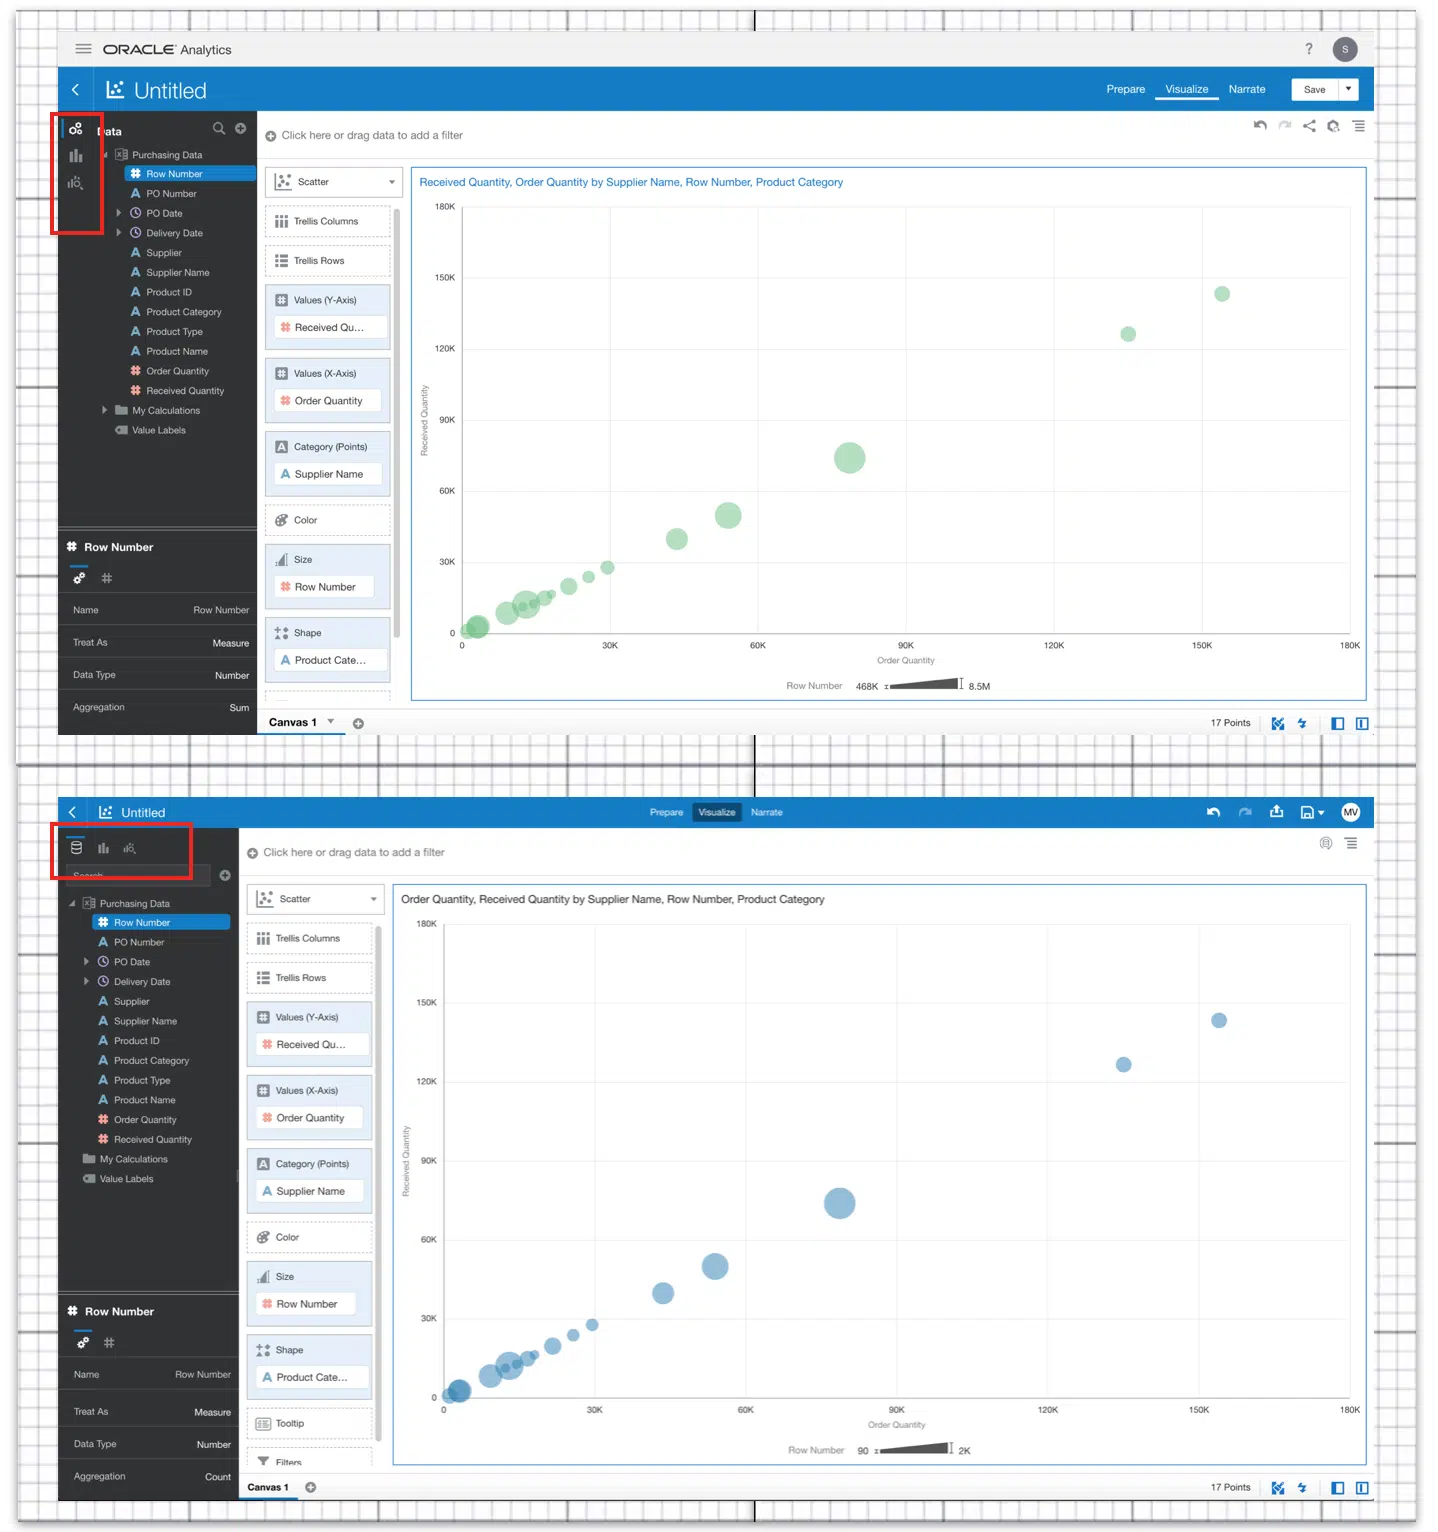 ORACLE Analytics
? S
Untitled
Prepare Visualize Narrate Save
Data
Click here or drag data to add a filter
Purchasing Data
Row Number
PO Number
PO Date
Delivery Date
Supplier
Supplier Name
Product ID
Product Category
Product Type
Product Name
Order Quantity
Received Quantity
My Calculations
Value Labels
Row Number
Name Row Number
Treat As Measure
Data Type Number
Aggregation Sum
Scatter
Trellis Columns
Trellis Rows
Values (Y-Axis)
Received Qu...
Values (X-Axis)
Order Quantity
Category (Points)
Supplier Name
Color
Size
Row Number
Shape
Product Cate...
Received Quantity, Order Quantity by Supplier Name, Row Number, Product Category
180K
150K
120K
90K
60K
30K
0
Received Quantity
0 30K 60K 90K 120K 150K 180K
Order Quantity
Row Number 468K 8.5M
Canvas 1
17 Points
Untitled
Prepare Visualize Narrate
MV
Search
Click here or drag data to add a filter
Purchasing Data
Row Number
PO Number
PO Date
Delivery Date
Supplier
Supplier Name
Product ID
Product Category
Product Type
Product Name
Order Quantity
Received Quantity
My Calculations
Value Labels
Row Number
Name Row Number
Treat As Measure
Data Type Number
Aggregation Count
Scatter
Trellis Columns
Trellis Rows
Values (Y-Axis)
Received Qu...
Values (X-Axis)
Order Quantity
Category (Points)
Supplier Name
Color
Size
Row Number
Shape
Product Cate...
Tooltip
Filters
Order Quantity, Received Quantity by Supplier Name, Row Number, Product Category
180K
150K
120K
90K
60K
30K
0
Received Quantity
0 30K 60K 90K 120K 150K 180K
Order Quantity
Row Number 90 2K
Canvas 1
17 Points